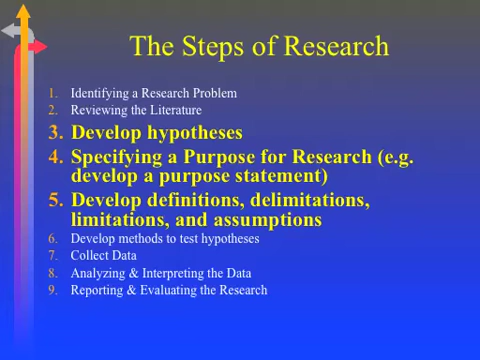 The Steps of Research
1. Identifying a Research Problem
2. Reviewing the Literature
3. Develop hypotheses
4. Specifying a Purpose for Research (e.g.
develop a purpose statement)
5. Develop definitions, delimitations,
limitations, and assumptions
6. Develop methods to test hypotheses
7. Collect Data
8. Analyzing & Interpreting the Data
9. Reporting & Evaluating the Research